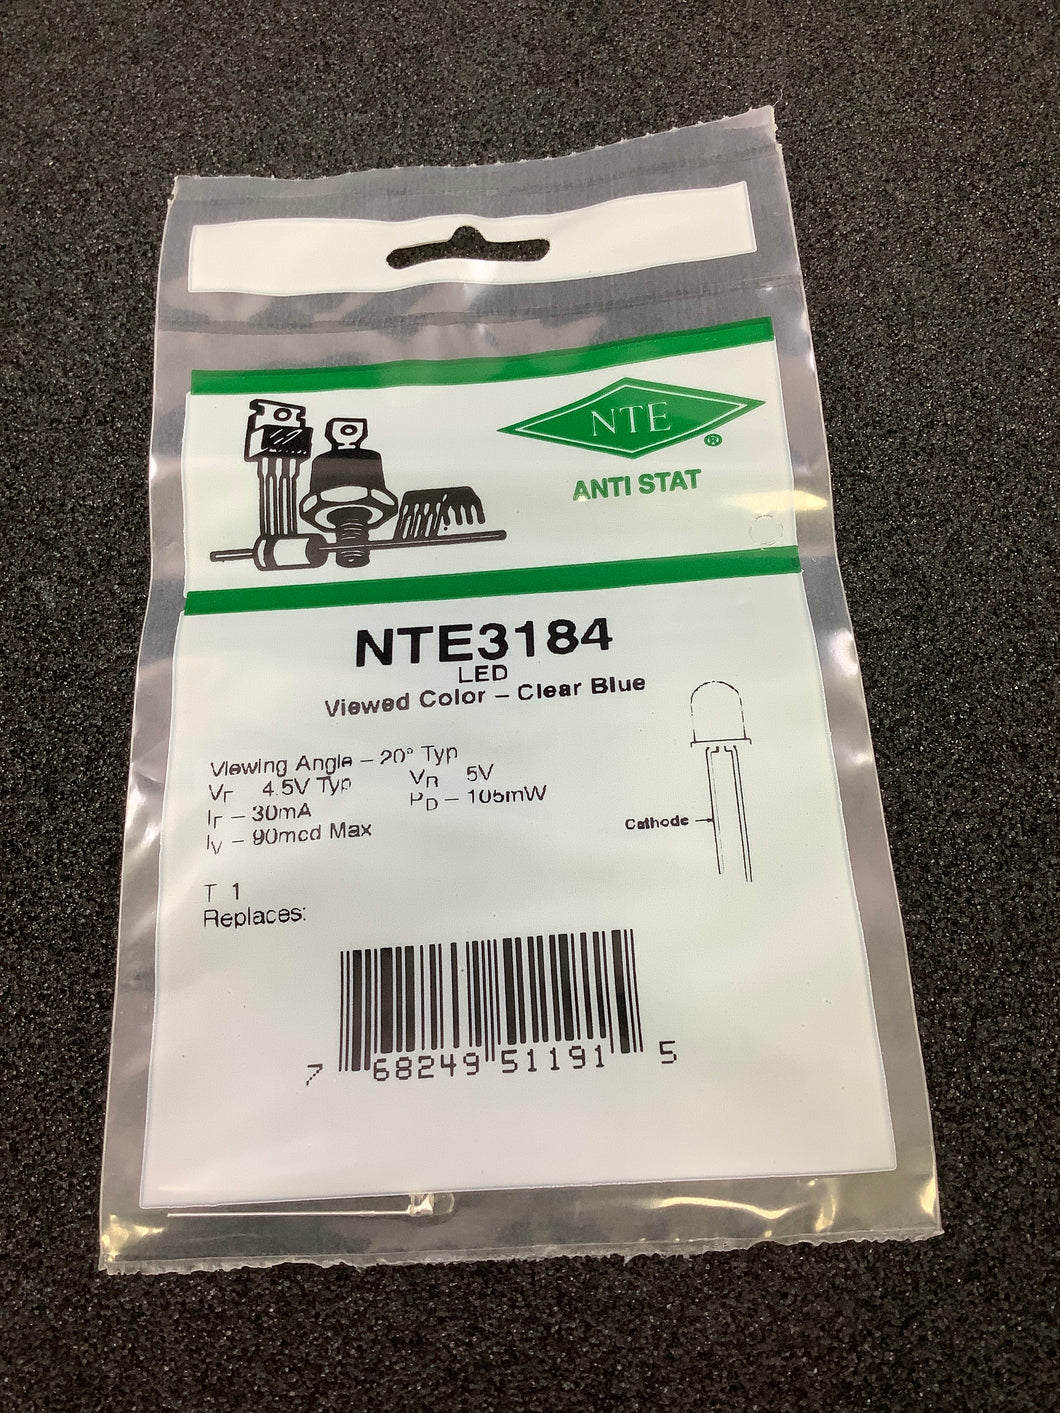 NTE®
ANTI STAT
NTE3184
LED
Viewed Color – Clear Blue
Viewing Angle – 20° Typ
VF 4.5V Typ VR 5V
IF – 30mA PD – 105mW
IV – 90mcd Max
Cathode
T 1
Replaces:
7 68249 51191 5